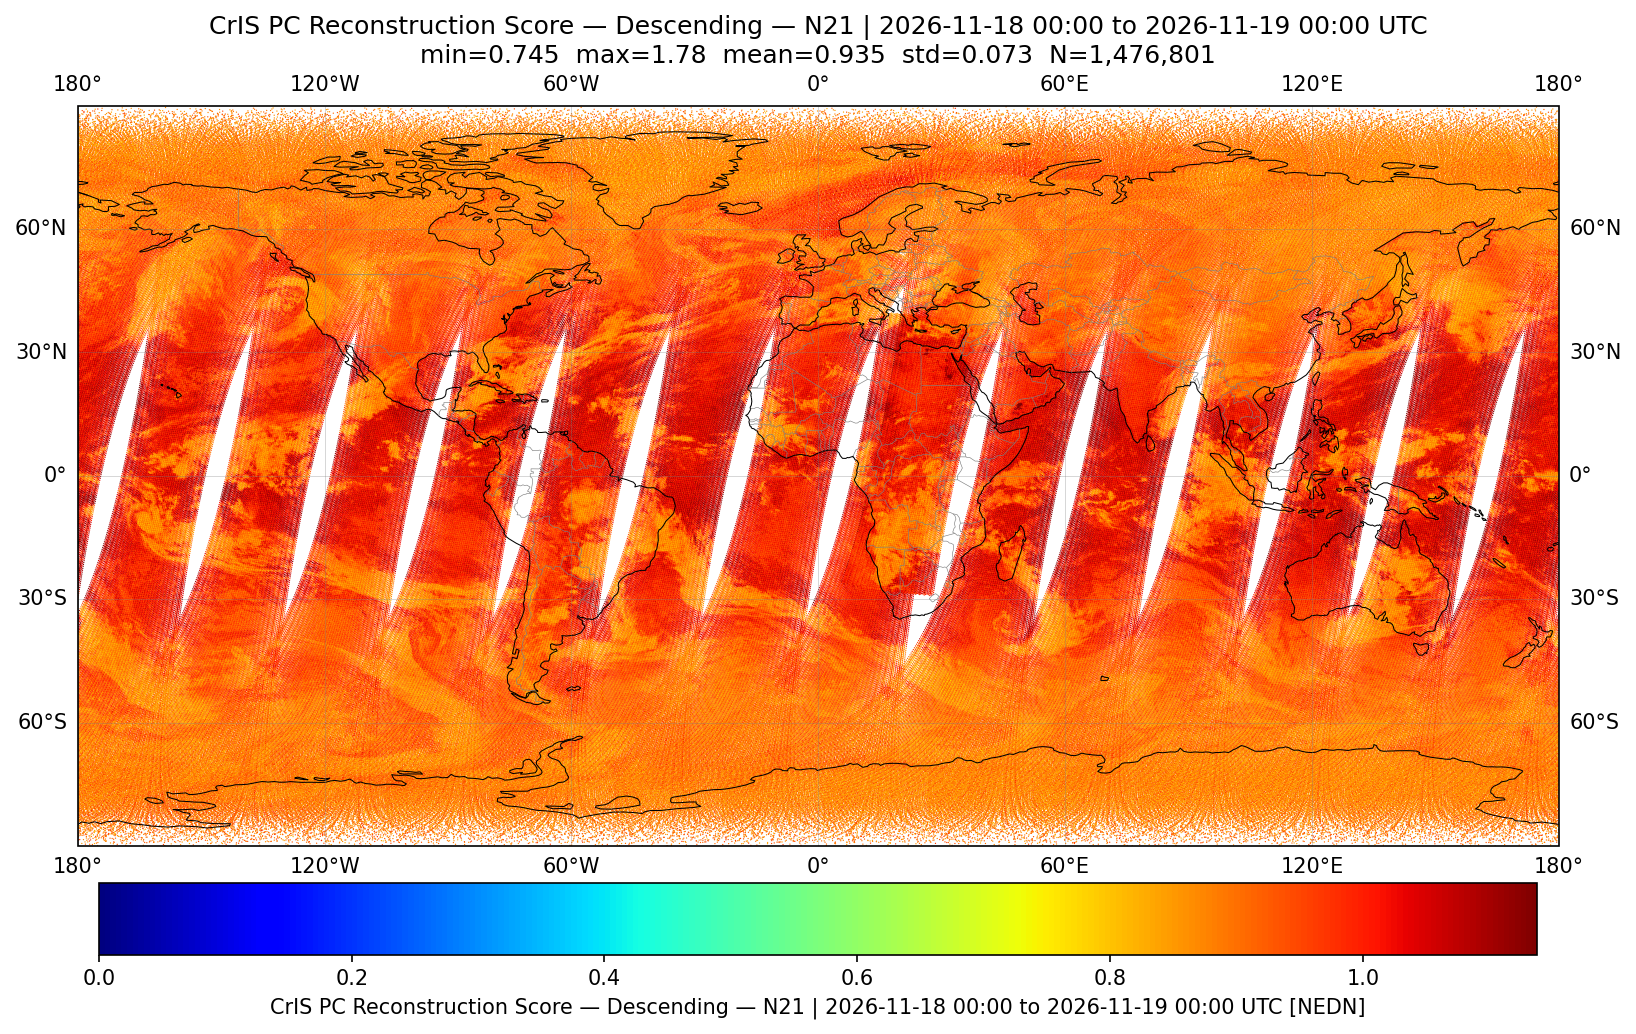 CrIS PC Reconstruction Score — Descending — N21 | 2026-11-18 00:00 to 2026-11-19 00:00 UTC
min=0.745 max=1.78 mean=0.935 std=0.073 N=1,476,801
180° 120°W 60°W 0° 60°E 120°E 180°
60°N 60°N
30°N 30°N
0° 0°
30°S 30°S
60°S 60°S
180° 120°W 60°W 0° 60°E 120°E 180°
0.0 0.2 0.4 0.6 0.8 1.0
CrIS PC Reconstruction Score — Descending — N21 | 2026-11-18 00:00 to 2026-11-19 00:00 UTC [NEDN]